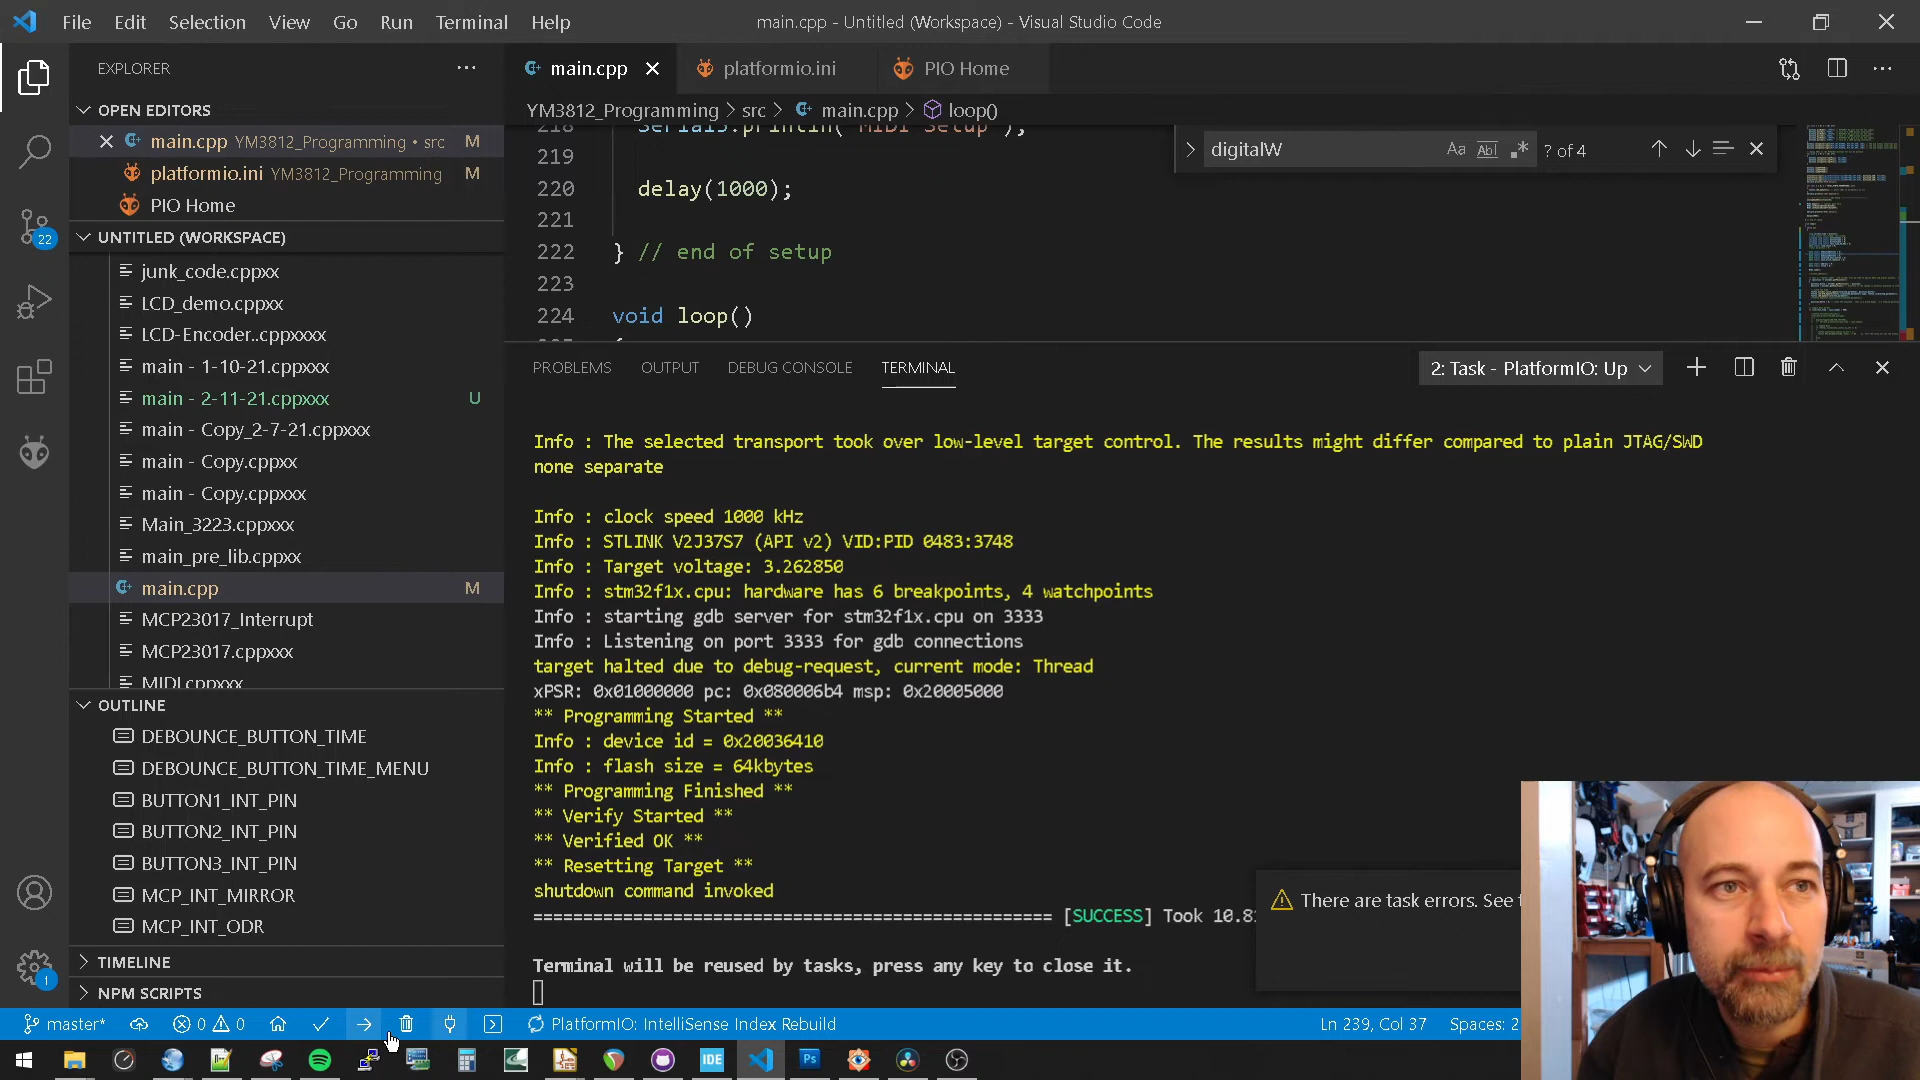 File Edit Selection View Go Run Terminal Help
main.cpp - Untitled (Workspace) - Visual Studio Code
EXPLORER
OPEN EDITORS
main.cpp YM3812_Programming • src M
platformio.ini YM3812_Programming M
PIO Home
22
UNTITLED (WORKSPACE)
junk_code.cppxx
LCD_demo.cppxx
LCD-Encoder.cppxxxx
main - 1-10-21.cppxxx
main - 2-11-21.cppxxx U
main - Copy_2-7-21.cppxxx
main - Copy.cppxx
main - Copy.cppxxx
Main_3223.cppxxx
main_pre_lib.cppxx
main.cpp M
MCP23017_Interrupt
MCP23017.cppxxx
MIDI.cppxxx
OUTLINE
DEBOUNCE_BUTTON_TIME
DEBOUNCE_BUTTON_TIME_MENU
BUTTON1_INT_PIN
BUTTON2_INT_PIN
BUTTON3_INT_PIN
MCP_INT_MIRROR
MCP_INT_ODR
1
TIMELINE
NPM SCRIPTS
main.cpp platformio.ini PIO Home
YM3812_Programming > src > main.cpp > loop()
218 Serial3.println("MIDI Setup");
219
220 delay(1000);
221
222 } // end of setup
223
224 void loop()
digitalW Aa Abl .* ? of 4
PROBLEMS OUTPUT DEBUG CONSOLE TERMINAL
2: Task - PlatformIO: Up
Info : The selected transport took over low-level target control. The results might differ compared to plain JTAG/SWD
none separate
Info : clock speed 1000 kHz
Info : STLINK V2J37S7 (API v2) VID:PID 0483:3748
Info : Target voltage: 3.262850
Info : stm32f1x.cpu: hardware has 6 breakpoints, 4 watchpoints
Info : starting gdb server for stm32f1x.cpu on 3333
Info : Listening on port 3333 for gdb connections
target halted due to debug-request, current mode: Thread
xPSR: 0x01000000 pc: 0x080006b4 msp: 0x20005000
** Programming Started **
Info : device id = 0x20036410
Info : flash size = 64kbytes
** Programming Finished **
** Verify Started **
** Verified OK **
** Resetting Target **
shutdown command invoked
==================================================== [SUCCESS] Took 10.8
Terminal will be reused by tasks, press any key to close it.
There are task errors. See
master* 0 0 PlatformIO: IntelliSense Index Rebuild Ln 239, Col 37 Spaces: 2
IDE Ps